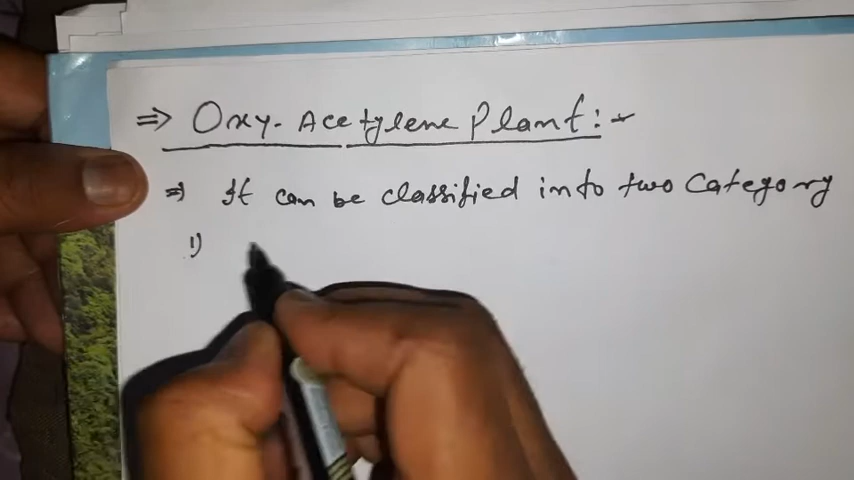 ⇒ Oxy-Acetylene Plant:-
⇒ It can be classified into two Category
1)